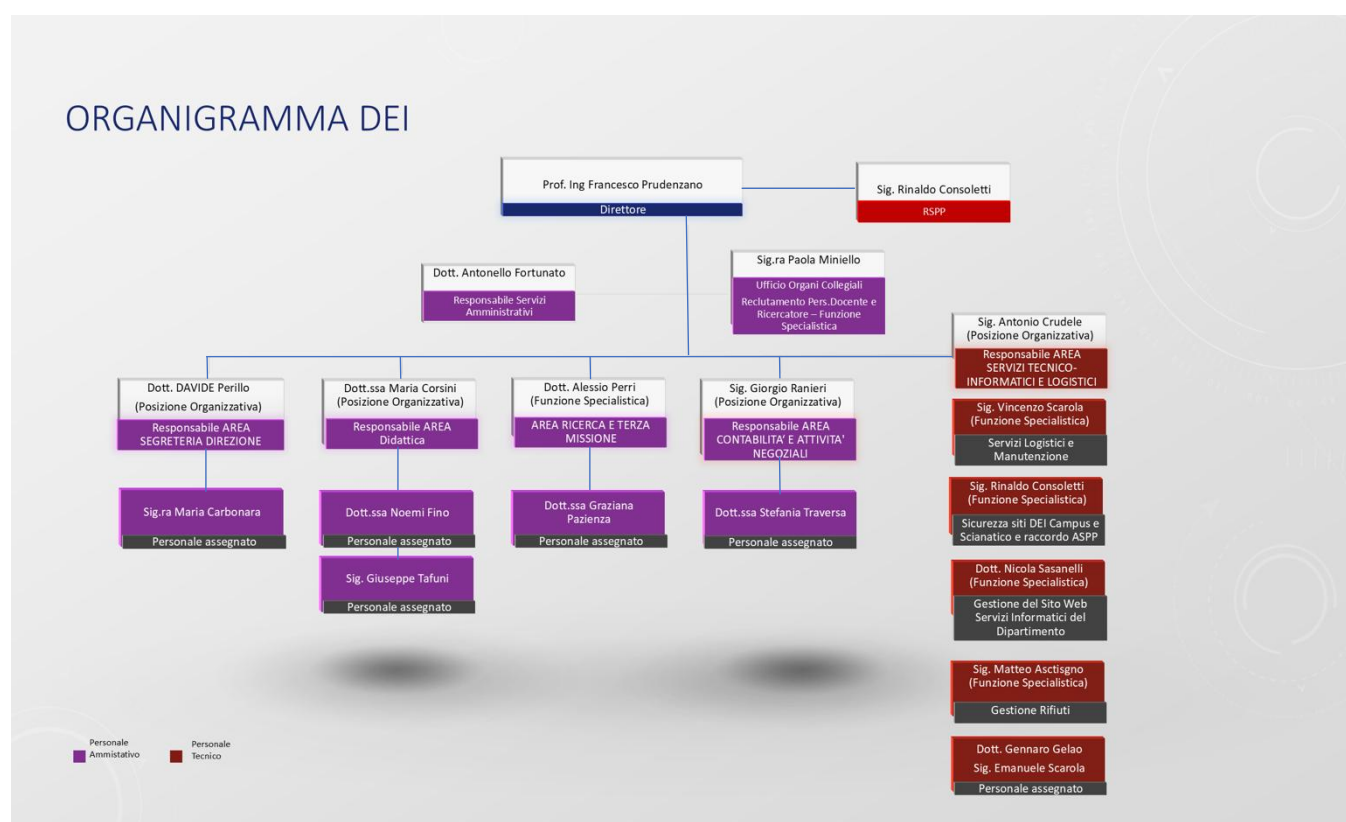 ORGANIGRAMMA DEI
Prof. Ing Francesco Prudenzano
Direttore
Sig. Rinaldo Consoletti
RSPP
Dott. Antonello Fortunato
Responsabile Servizi
Amministrativi
Sig.ra Paola Miniello
Ufficio Organi Collegiali
Reclutamento Pers.Docente e
Ricercatore – Funzione
Specialistica
Dott. DAVIDE Perillo
(Posizione Organizzativa)
Responsabile AREA
SEGRETERIA DIREZIONE
Sig.ra Maria Carbonara
Personale assegnato
Dott.ssa Maria Corsini
(Posizione Organizzativa)
Responsabile AREA
Didattica
Dott.ssa Noemi Fino
Personale assegnato
Sig. Giuseppe Tafuni
Personale assegnato
Dott. Alessio Perri
(Funzione Specialistica)
AREA RICERCA E TERZA
MISSIONE
Dott.ssa Graziana
Pazienza
Personale assegnato
Sig. Giorgio Ranieri
(Posizione Organizzativa)
Responsabile AREA
CONTABILITA' E ATTIVITA'
NEGOZIALI
Dott.ssa Stefania Traversa
Personale assegnato
Sig. Antonio Crudele
(Posizione Organizzativa)
Responsabile AREA
SERVIZI TECNICO-
INFORMATICI E LOGISTICI
Sig. Vincenzo Scarola
(Funzione Specialistica)
Servizi Logistici e
Manutenzione
Sig. Rinaldo Consoletti
(Funzione Specialistica)
Sicurezza siti DEI Campus e
Scianatico e raccordo ASPP
Dott. Nicola Sasanelli
(Funzione Specialistica)
Gestione del Sito Web
Servizi Informatici del
Dipartimento
Sig. Matteo Asctisgno
(Funzione Specialistica)
Gestione Rifiuti
Dott. Gennaro Gelao
Sig. Emanuele Scarola
Personale assegnato
Personale
Ammistativo
Personale
Tecnico